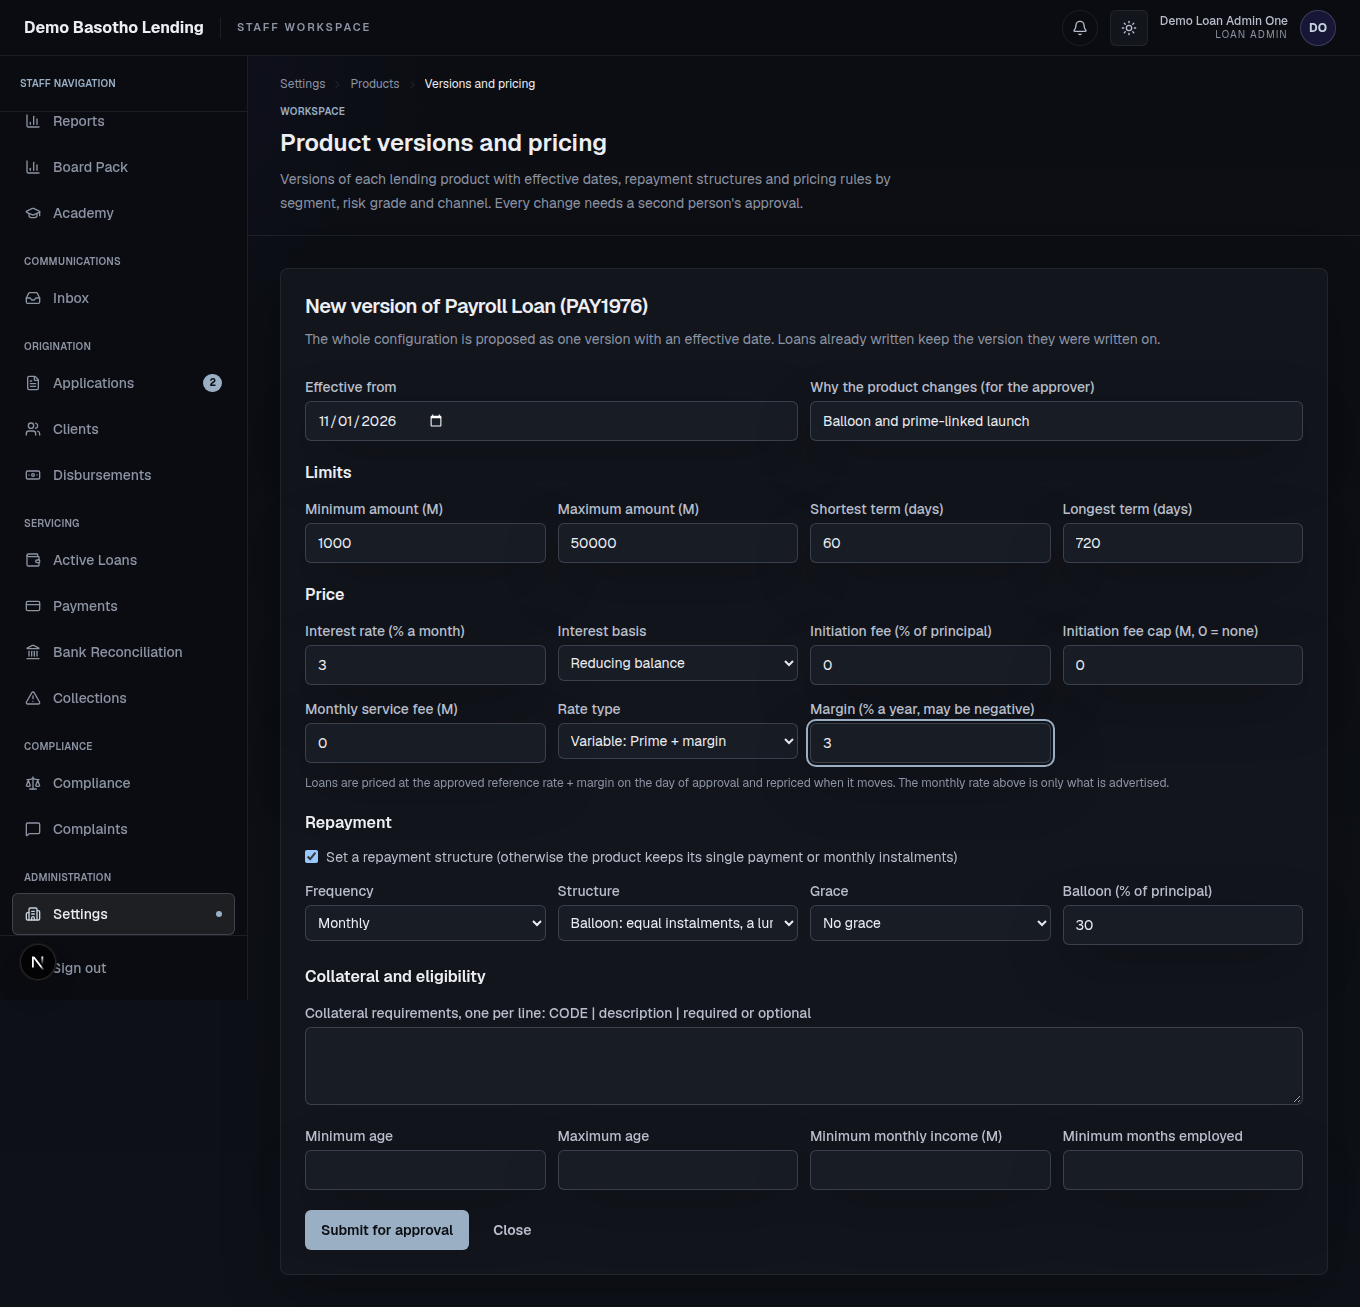 Demo Basotho Lending
STAFF WORKSPACE
Demo Loan Admin One
LOAN ADMIN
DO
STAFF NAVIGATION
Reports
Board Pack
Academy
COMMUNICATIONS
Inbox
ORIGINATION
Applications
2
Clients
Disbursements
SERVICING
Active Loans
Payments
Bank Reconciliation
Collections
COMPLIANCE
Compliance
Complaints
ADMINISTRATION
Settings
N
Sign out
Settings
Products
Versions and pricing
WORKSPACE
Product versions and pricing
Versions of each lending product with effective dates, repayment structures and pricing rules by
segment, risk grade and channel. Every change needs a second person's approval.
New version of Payroll Loan (PAY1976)
The whole configuration is proposed as one version with an effective date. Loans already written keep the version they were written on.
Effective from
Why the product changes (for the approver)
11/01/2026
Balloon and prime-linked launch
Limits
Minimum amount (M)
Maximum amount (M)
Shortest term (days)
Longest term (days)
1000
50000
60
720
Price
Interest rate (% a month)
Interest basis
Initiation fee (% of principal)
Initiation fee cap (M, 0 = none)
3
Reducing balance
0
0
Monthly service fee (M)
Rate type
Margin (% a year, may be negative)
0
Variable: Prime + margin
3
Loans are priced at the approved reference rate + margin on the day of approval and repriced when it moves. The monthly rate above is only what is advertised.
Repayment
Set a repayment structure (otherwise the product keeps its single payment or monthly instalments)
Frequency
Structure
Grace
Balloon (% of principal)
Monthly
Balloon: equal instalments, a lur
No grace
30
Collateral and eligibility
Collateral requirements, one per line: CODE | description | required or optional
Minimum age
Maximum age
Minimum monthly income (M)
Minimum months employed
Submit for approval
Close